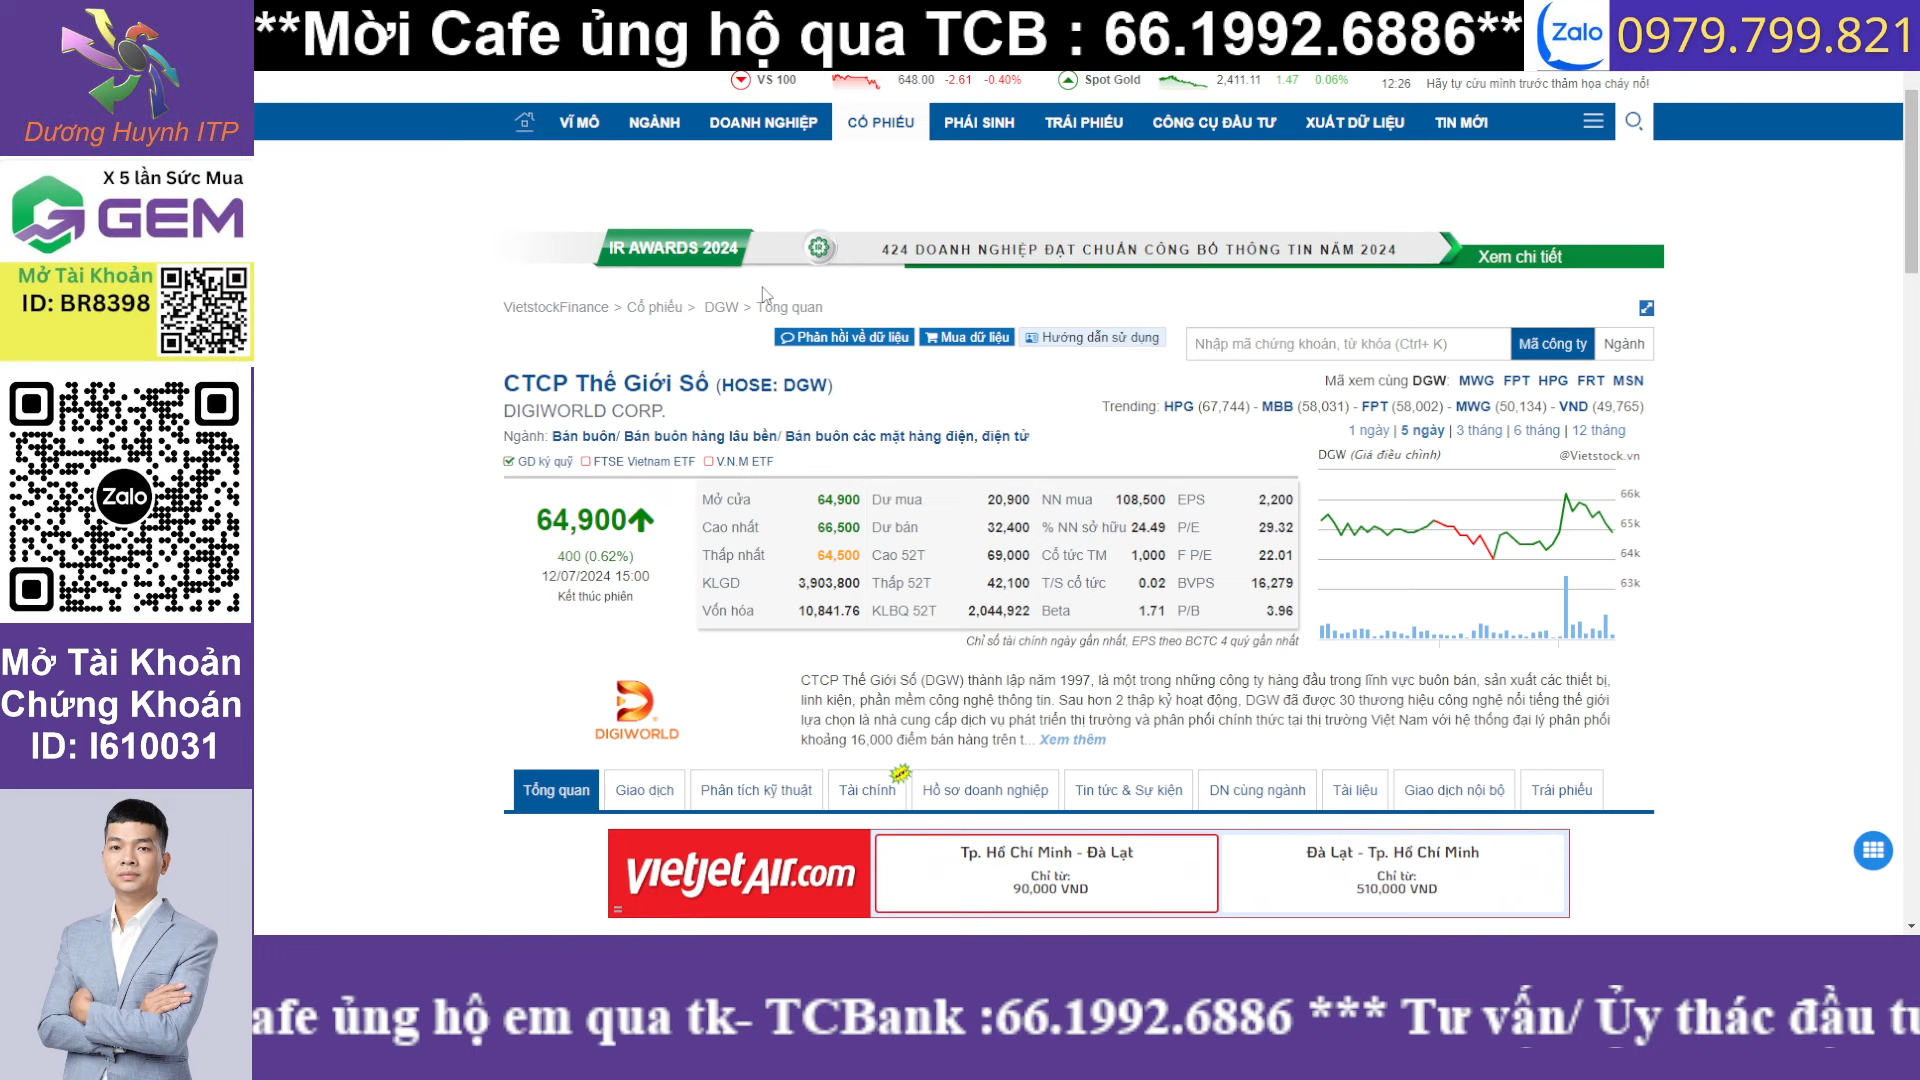 **Mời Cafe ủng hộ qua TCB : 66.1992.6886**
Zalo
0979.799.821
Dương Huynh ITP
X 5 lần Sức Mua
GEM
Mở Tài Khoản
ID: BR8398
Zalo
Mở Tài Khoản
Chứng Khoán
ID: I610031
VS 100 648.00 -2.61 -0.40% Spot Gold 2,411.11 1.47 0.06% 12:26 Hãy tự cứu mình trước thảm họa cháy nổ!
VĨ MÔ NGÀNH DOANH NGHIỆP CỔ PHIẾU PHÁI SINH TRÁI PHIẾU CÔNG CỤ ĐẦU TƯ XUẤT DỮ LIỆU TIN MỚI
IR AWARDS 2024 IR 424 DOANH NGHIỆP ĐẠT CHUẨN CÔNG BỐ THÔNG TIN NĂM 2024 Xem chi tiết
VietstockFinance > Cổ phiếu > DGW > Tổng quan
Phản hồi về dữ liệu Mua dữ liệu Hướng dẫn sử dụng Nhập mã chứng khoán, từ khóa (Ctrl+ K) Mã công ty Ngành
CTCP Thế Giới Số (HOSE: DGW)
DIGIWORLD CORP.
Ngành: Bán buôn/ Bán buôn hàng lâu bền/ Bán buôn các mặt hàng điện, điện tử
GD ký quỹ FTSE Vietnam ETF V.N.M ETF
Mã xem cùng DGW: MWG FPT HPG FRT MSN
Trending: HPG (67,744) - MBB (58,031) - FPT (58,002) - MWG (50,134) - VND (49,765)
1 ngày | 5 ngày | 3 tháng | 6 tháng | 12 tháng
DGW (Giá điều chỉnh) @Vietstock.vn
66k
65k
64k
63k
64,900
400 (0.62%)
12/07/2024 15:00
Kết thúc phiên
Mở cửa 64,900 Dư mua 20,900 NN mua 108,500 EPS 2,200
Cao nhất 66,500 Dư bán 32,400 % NN sở hữu 24.49 P/E 29.32
Thấp nhất 64,500 Cao 52T 69,000 Cổ tức TM 1,000 F P/E 22.01
KLGD 3,903,800 Thấp 52T 42,100 T/S cổ tức 0.02 BVPS 16,279
Vốn hóa 10,841.76 KLBQ 52T 2,044,922 Beta 1.71 P/B 3.96
Chỉ số tài chính ngày gần nhất, EPS theo BCTC 4 quý gần nhất
DIGIWORLD
CTCP Thế Giới Số (DGW) thành lập năm 1997, là một trong những công ty hàng đầu trong lĩnh vực buôn bán, sản xuất các thiết bị,
linh kiện, phần mềm công nghệ thông tin. Sau hơn 2 thập kỷ hoạt động, DGW đã được 30 thương hiệu công nghệ nổi tiếng thế giới
lựa chọn là nhà cung cấp dịch vụ phát triển thị trường và phân phối chính thức tại thị trường Việt Nam với hệ thống đại lý phân phối
khoảng 16,000 điểm bán hàng trên t... Xem thêm
Tổng quan Giao dịch Phân tích kỹ thuật Tài chính Hồ sơ doanh nghiệp Tin tức & Sự kiện DN cùng ngành Tài liệu Giao dịch nội bộ Trái phiếu
vietjetAir.com
Tp. Hồ Chí Minh - Đà Lạt
Chỉ từ:
90,000 VND
Đà Lạt - Tp. Hồ Chí Minh
Chỉ từ:
510,000 VND
afe ủng hộ em qua tk- TCBank :66.1992.6886 *** Tư vấn/ Ủy thác đầu tư